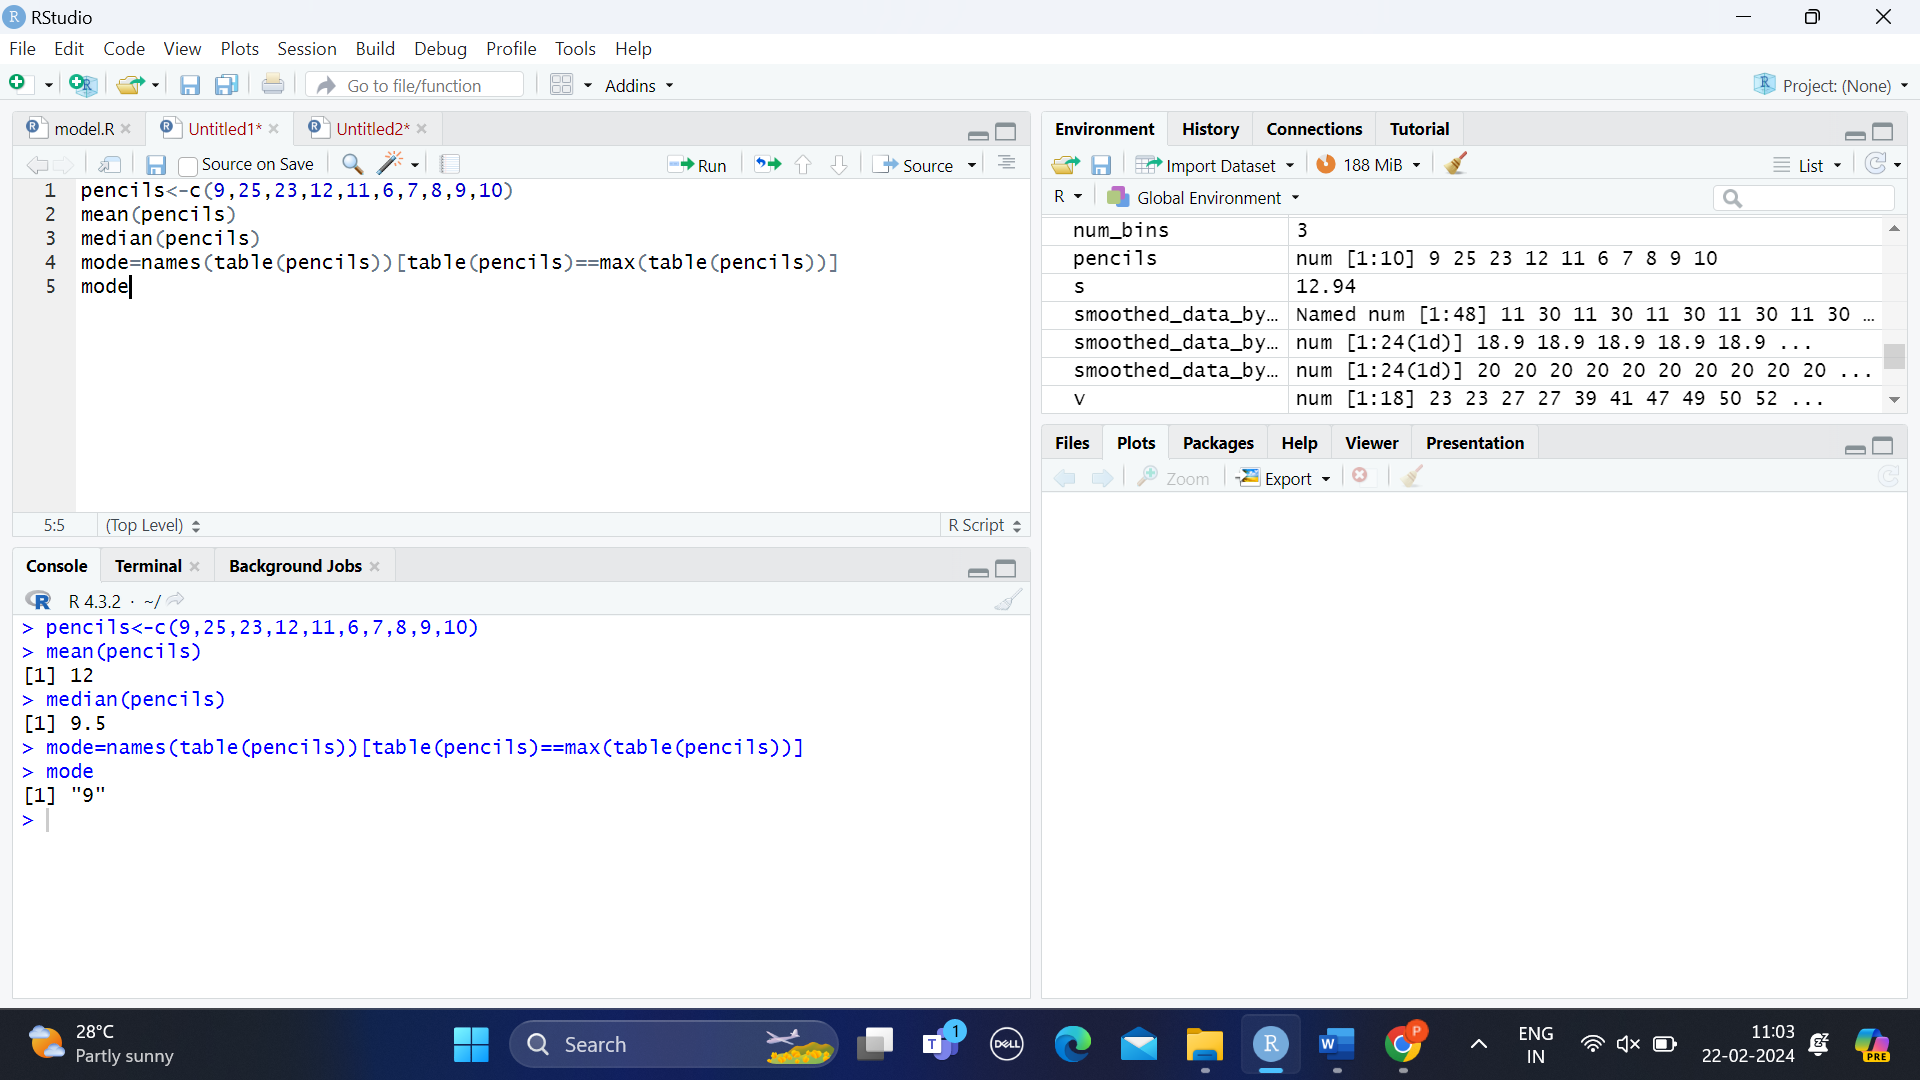 RStudio
File Edit Code View Plots Session Build Debug Profile Tools Help
Go to file/function Addins Project: (None)
model.R Untitled1* Untitled2*
Source on Save Run Source
1 pencils<-c(9,25,23,12,11,6,7,8,9,10)
2 mean(pencils)
3 median(pencils)
4 mode=names(table(pencils))[table(pencils)==max(table(pencils))]
5 mode
5:5 (Top Level) R Script
Console Terminal Background Jobs
R R 4.3.2 · ~/
> pencils<-c(9,25,23,12,11,6,7,8,9,10)
> mean(pencils)
[1] 12
> median(pencils)
[1] 9.5
> mode=names(table(pencils))[table(pencils)==max(table(pencils))]
> mode
[1] "9"
>
Environment History Connections Tutorial
Import Dataset 188 MiB List
R Global Environment
num_bins 3
pencils num [1:10] 9 25 23 12 11 6 7 8 9 10
s 12.94
smoothed_data_by… Named num [1:48] 11 30 11 30 11 30 11 30 11 30 …
smoothed_data_by… num [1:24(1d)] 18.9 18.9 18.9 18.9 18.9 ...
smoothed_data_by… num [1:24(1d)] 20 20 20 20 20 20 20 20 20 20 ...
v num [1:18] 23 23 27 27 39 41 47 49 50 52 ...
Files Plots Packages Help Viewer Presentation
Zoom Export
28°C
Partly sunny
Search
T 1
DELL
R
W
P
ENG
IN
11:03
22-02-2024
PRE